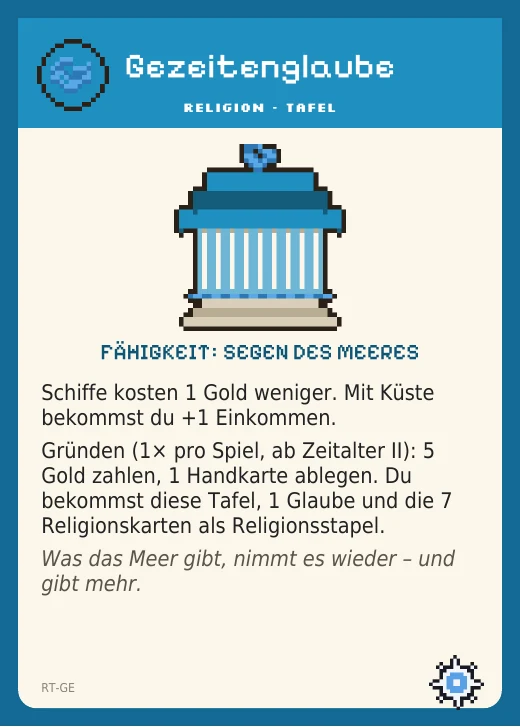 Gezeitenglaube
RELIGION - TAFEL
FÄHIGKEIT: SEGEN DES MEERES
Schiffe kosten 1 Gold weniger. Mit Küste
bekommst du +1 Einkommen.
Gründen (1× pro Spiel, ab Zeitalter II): 5
Gold zahlen, 1 Handkarte ablegen. Du
bekommst diese Tafel, 1 Glaube und die 7
Religionskarten als Religionsstapel.
Was das Meer gibt, nimmt es wieder – und
gibt mehr.
RT-GE